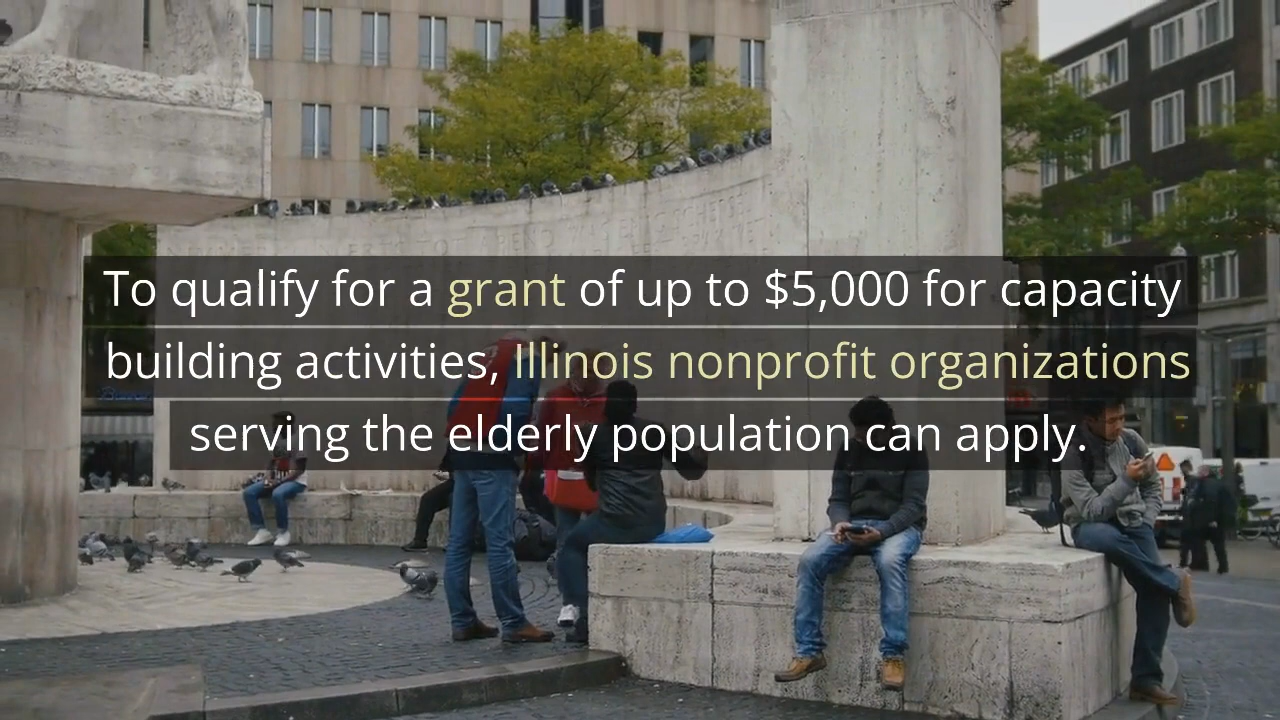 To qualify for a grant of up to $5,000 for capacity
building activities, Illinois nonprofit organizations
serving the elderly population can apply.